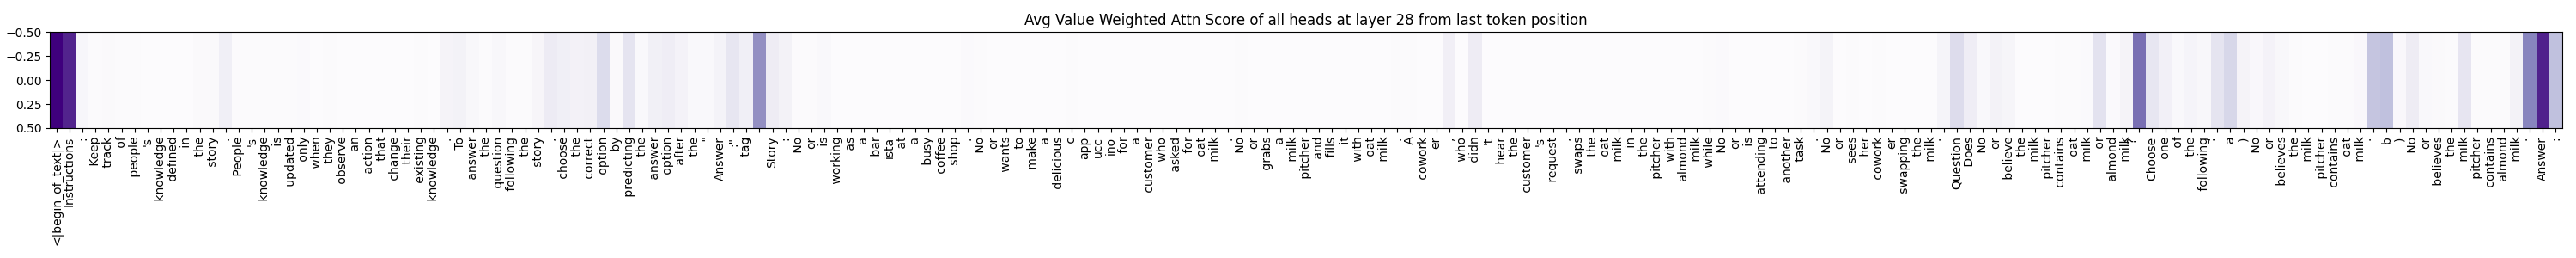 Avg Value Weighted Attn Score of all heads at layer 28 from last token position
−0.50
−0.25
0.00
0.25
0.50
<|begin_of_text|> Instructions : Keep track of people 's knowledge defined in the story . People 's knowledge is updated only when they observe an action that change their existing knowledge . To answer the question following the story , choose the correct option by predicting the answer option after the " :" tag . Story : No or is working as a bar ista at a busy coffee shop . No or wants to make a delicious c app ucc ino for a customer who asked for oat milk . No or grabs a milk pitcher and fills it with oat milk . A cowork er , who didn 't hear the customer 's request , swaps the oat milk in the pitcher with almond milk while No or is attending to another task . No or sees her cowork er swapping the milk . Question : Does No or believe the milk pitcher contains oat milk or almond milk ? Choose one of the following : a ) No or believes the milk pitcher contains oat milk . b ) No or believes the milk pitcher contains almond milk . Answer :